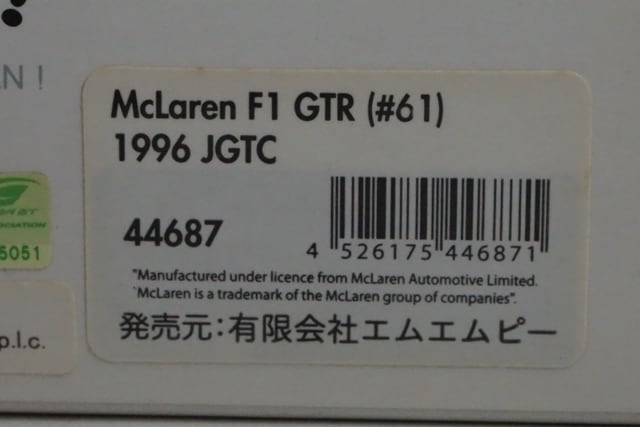 N !
McLaren F1 GTR (#61)
1996 JGTC
44687
4 526175 446871
"Manufactured under licence from McLaren Automotive Limited.
`McLaren is a trademark of the McLaren group of companies".
発売元:有限会社エムエムピー
5051
p.l.c.